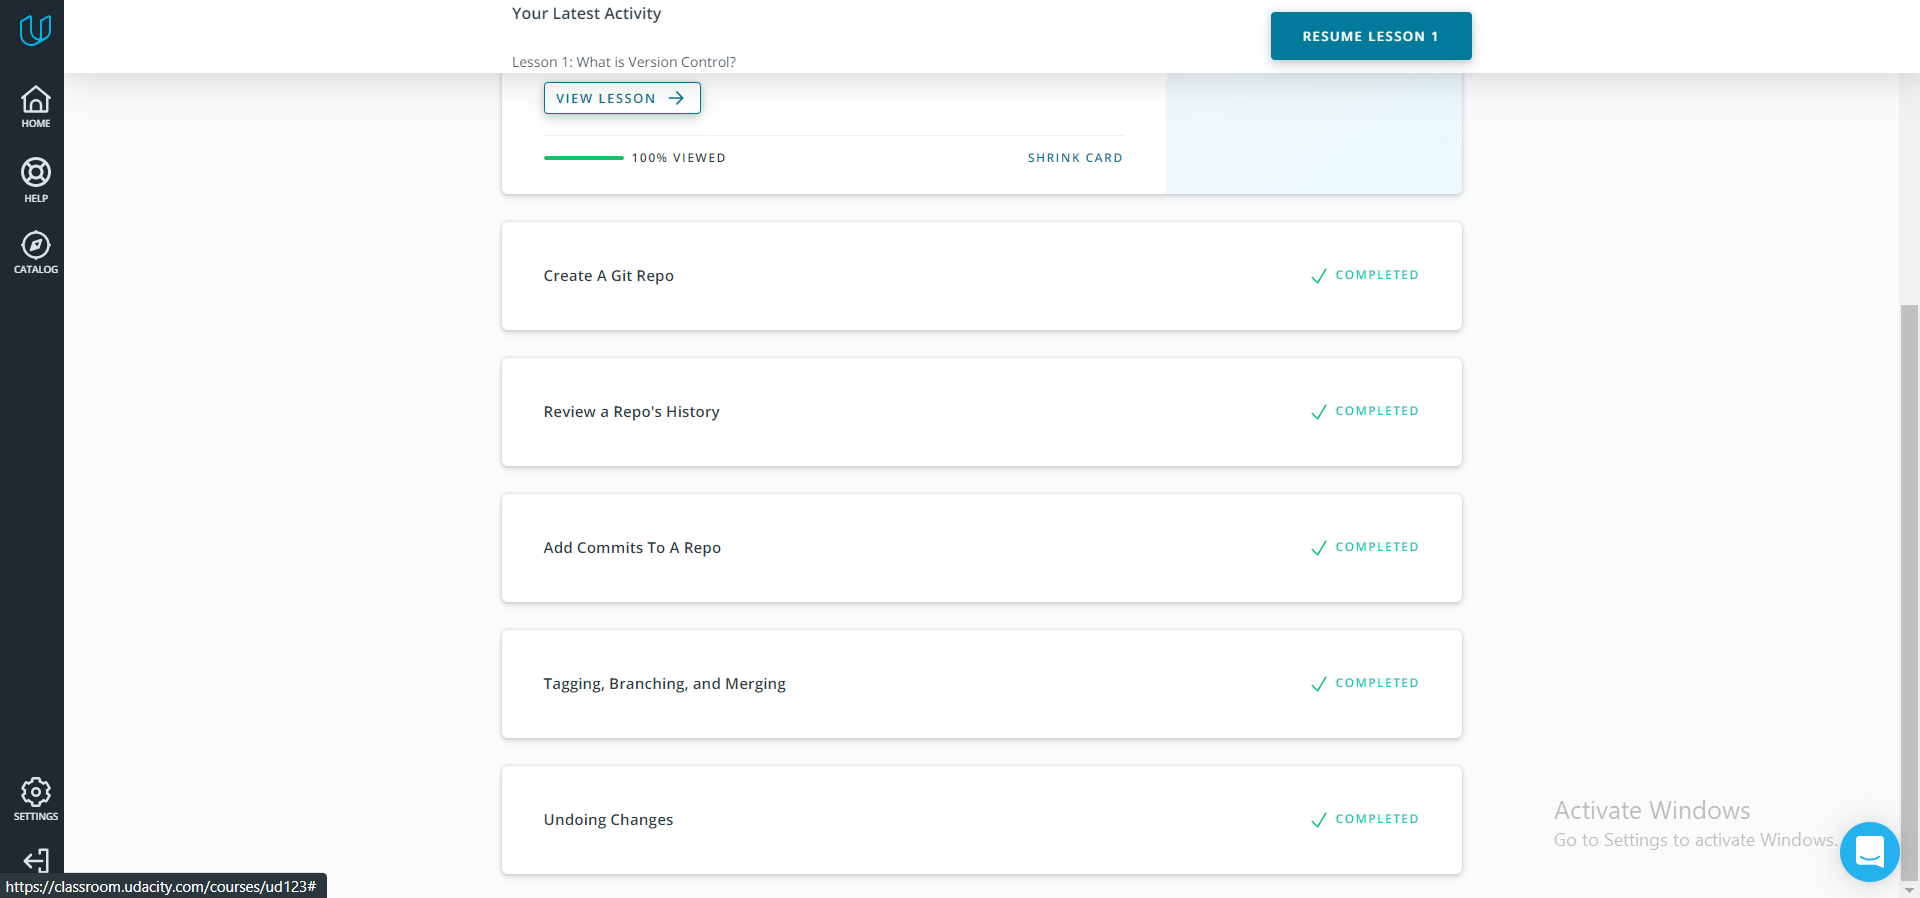 Your Latest Activity
RESUME LESSON 1
Lesson 1: What is Version Control?
HOME
HELP
CATALOG
VIEW LESSON
100% VIEWED
SHRINK CARD
Create A Git Repo
COMPLETED
Review a Repo's History
COMPLETED
Add Commits To A Repo
COMPLETED
Tagging, Branching, and Merging
COMPLETED
Undoing Changes
COMPLETED
SETTINGS
Activate Windows
Go to Settings to activate Windows.
https://classroom.udacity.com/courses/ud123#